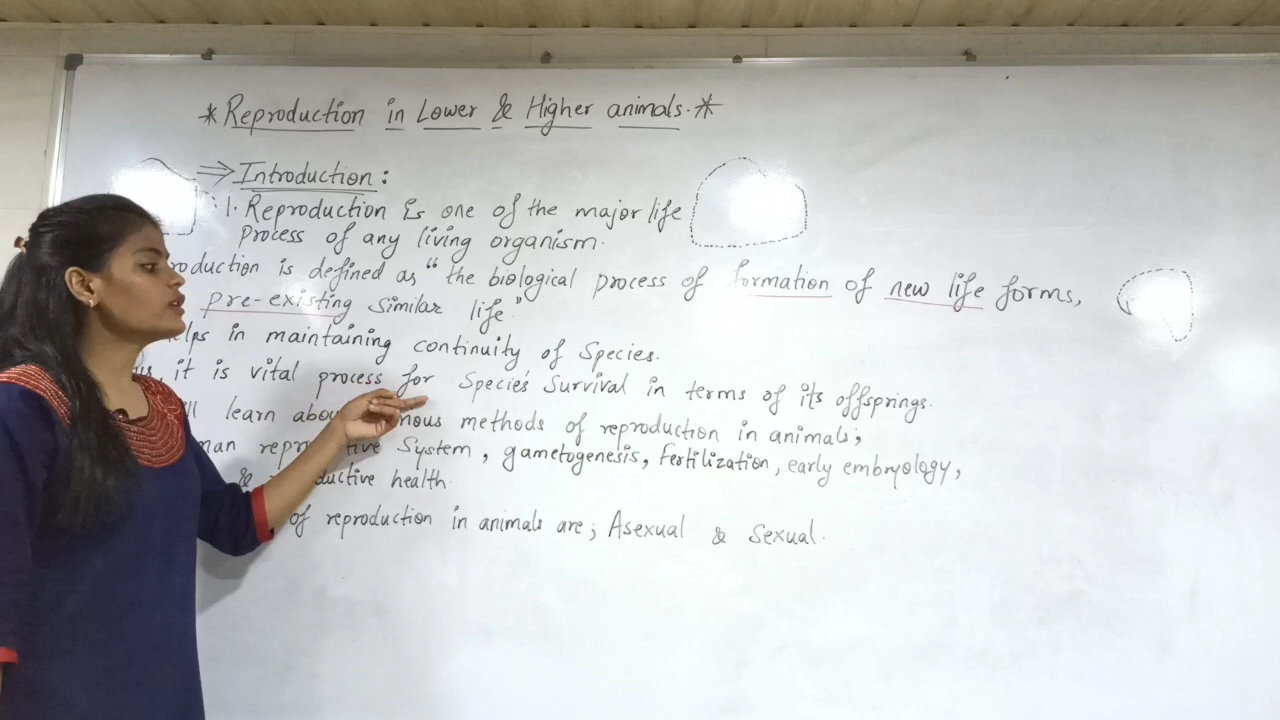 *Reproduction in Lower & Higher animals.*
⇒ Introduction:
1. Reproduction is one of the major life
process of any living organism.
roduction is defined as "the biological process of formation of new life forms,
pre-existing similar life"
elps in maintaining continuity of Species.
us, it is vital process for Specie's Survival in terms of its offsprings.
ll learn abou nous methods of reproduction in animals;
man repr tive System, gametogenesis, Fertilization, early embryology,
& ductive health.
of reproduction in animals are; Asexual & Sexual.